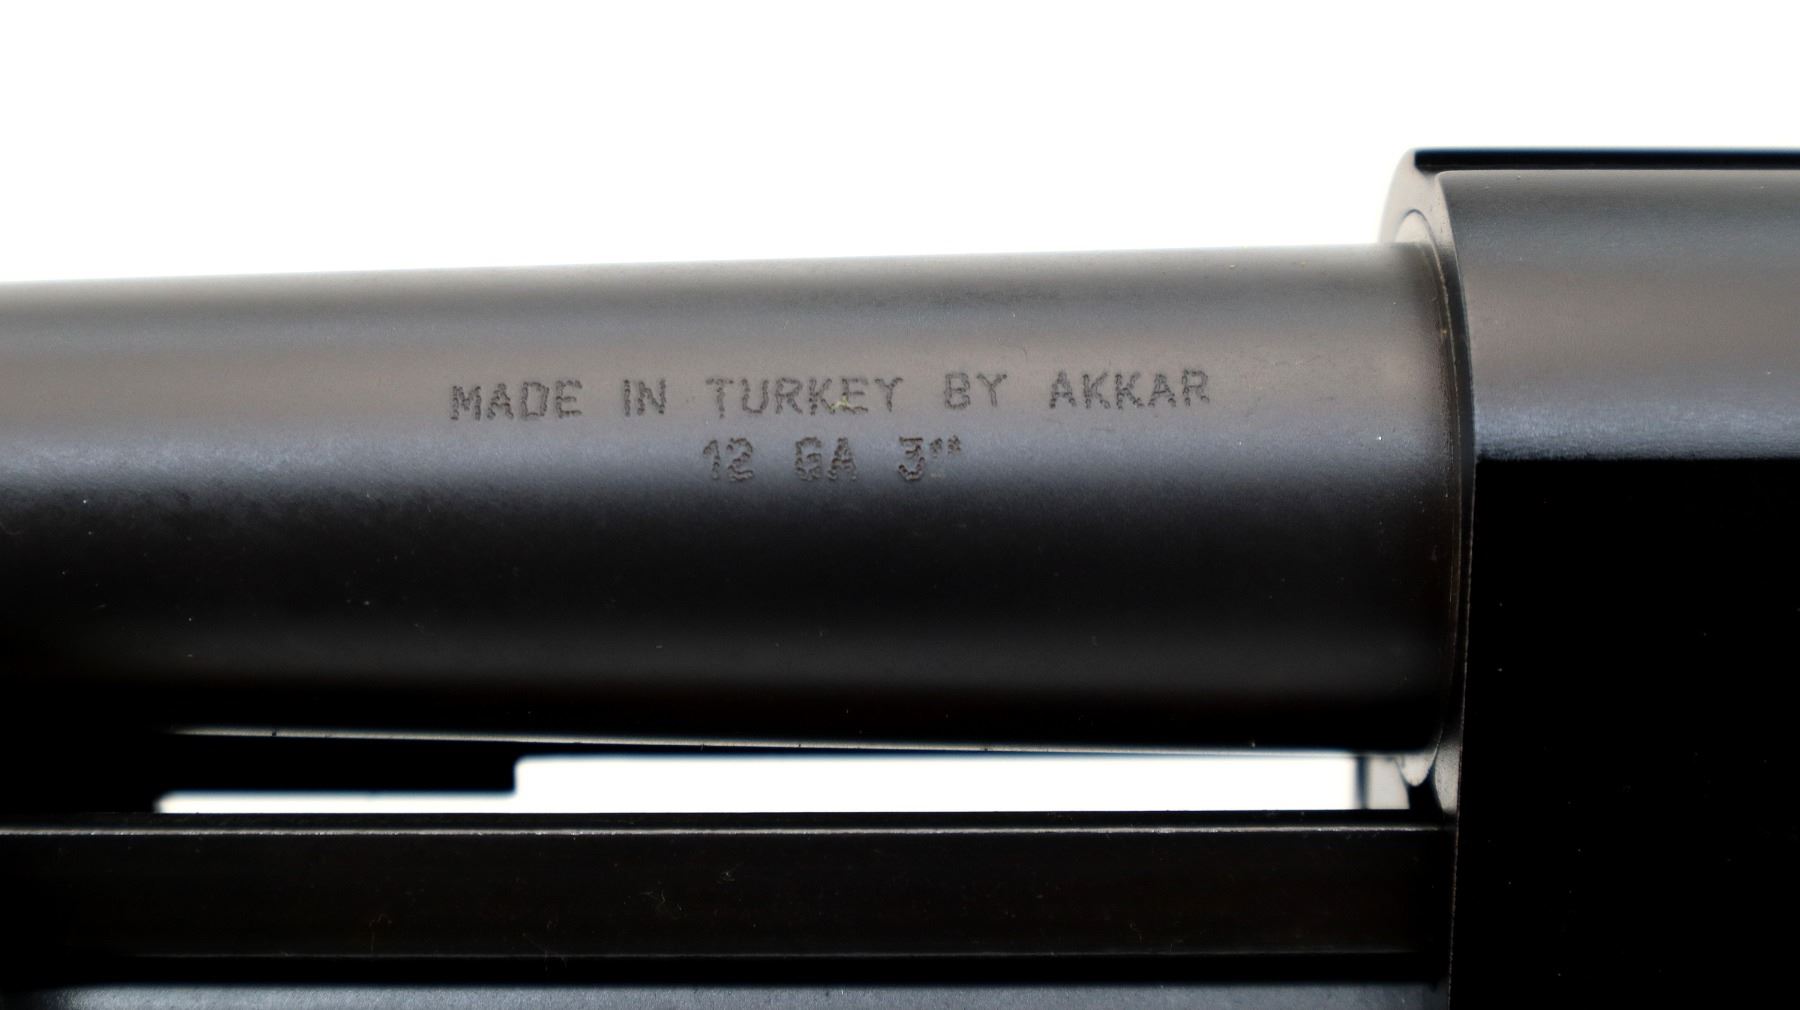 MADE IN TURKEY BY AKKAR
12 GA 3"